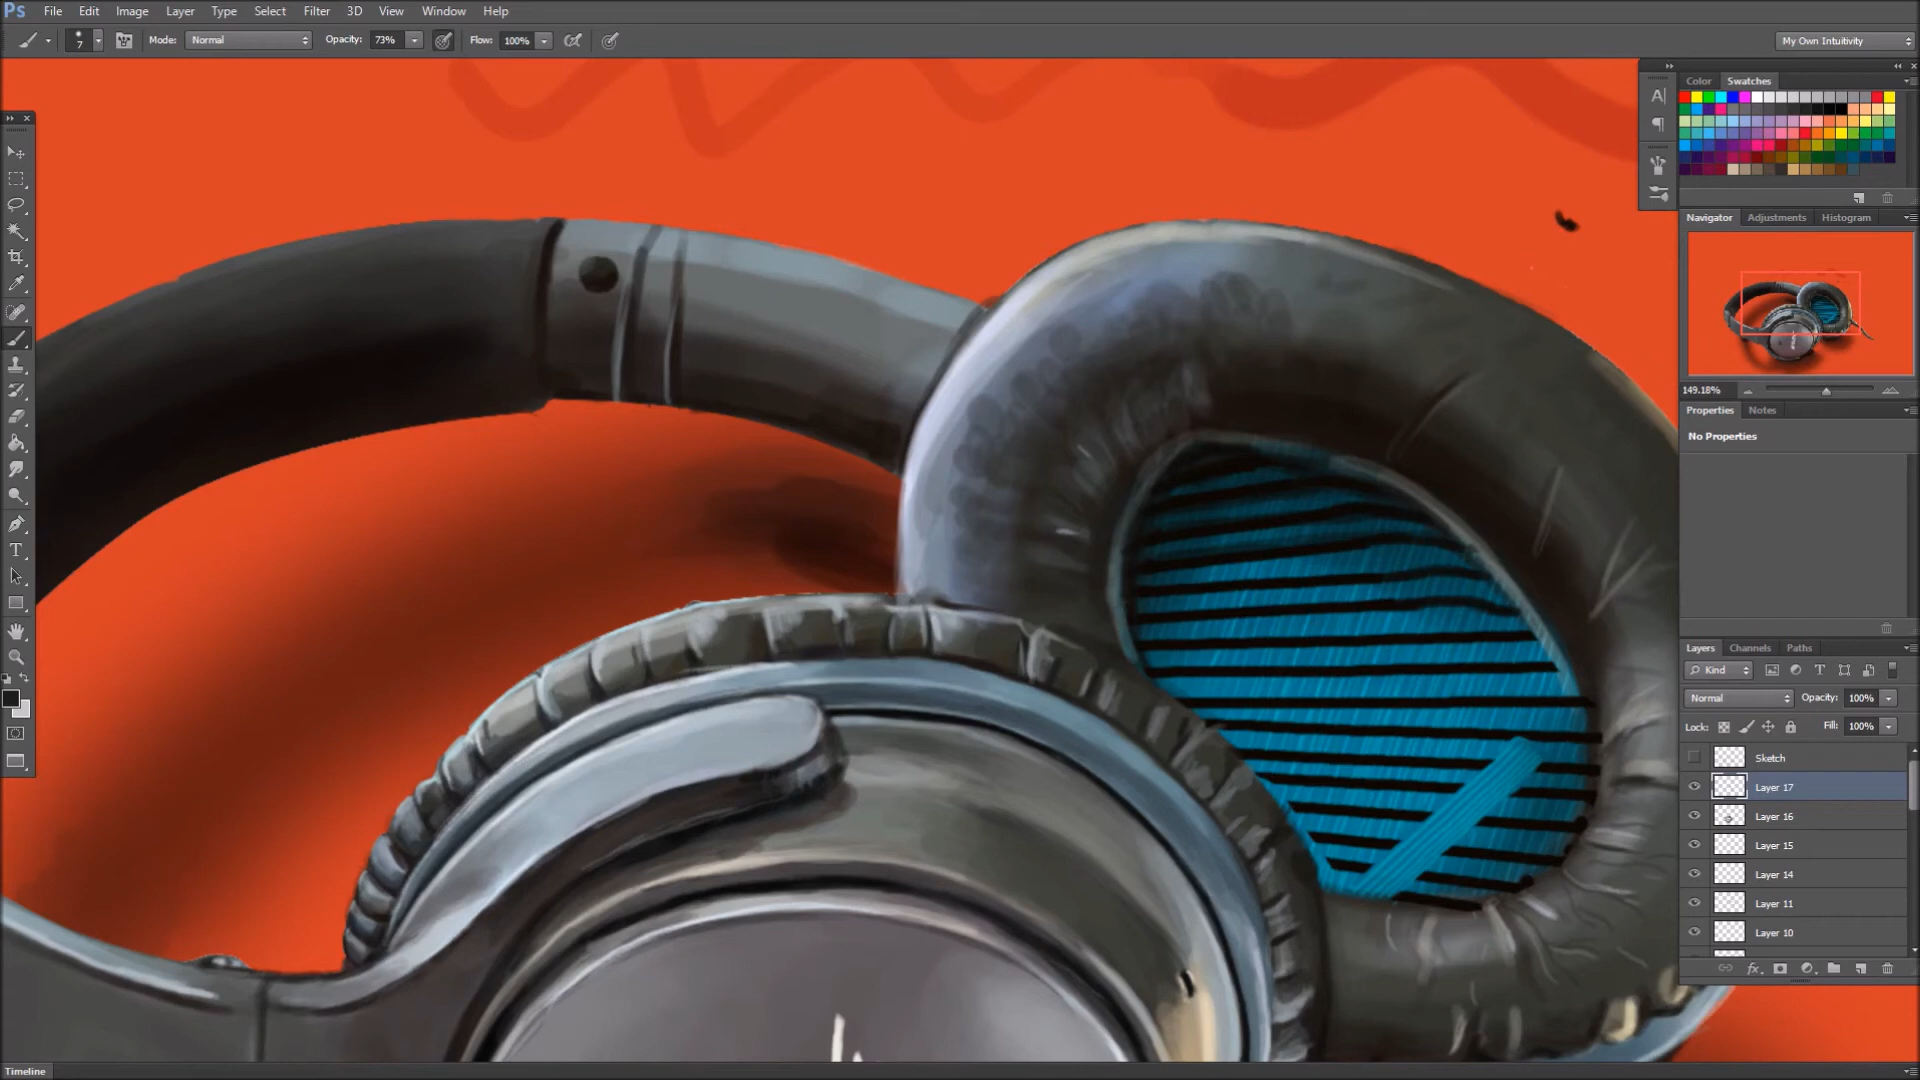 Ps File Edit Image Layer Type Select Filter 3D View Window Help
7 Mode: Normal Opacity: 73% Flow: 100% My Own Intuitivity
Color Swatches
Navigator Adjustments Histogram
149.18%
Properties Notes
No Properties
Layers Channels Paths
Kind
Normal Opacity: 100%
Lock: Fill: 100%
Sketch
Layer 17
Layer 16
Layer 15
Layer 14
Layer 11
Layer 10
fx
Timeline